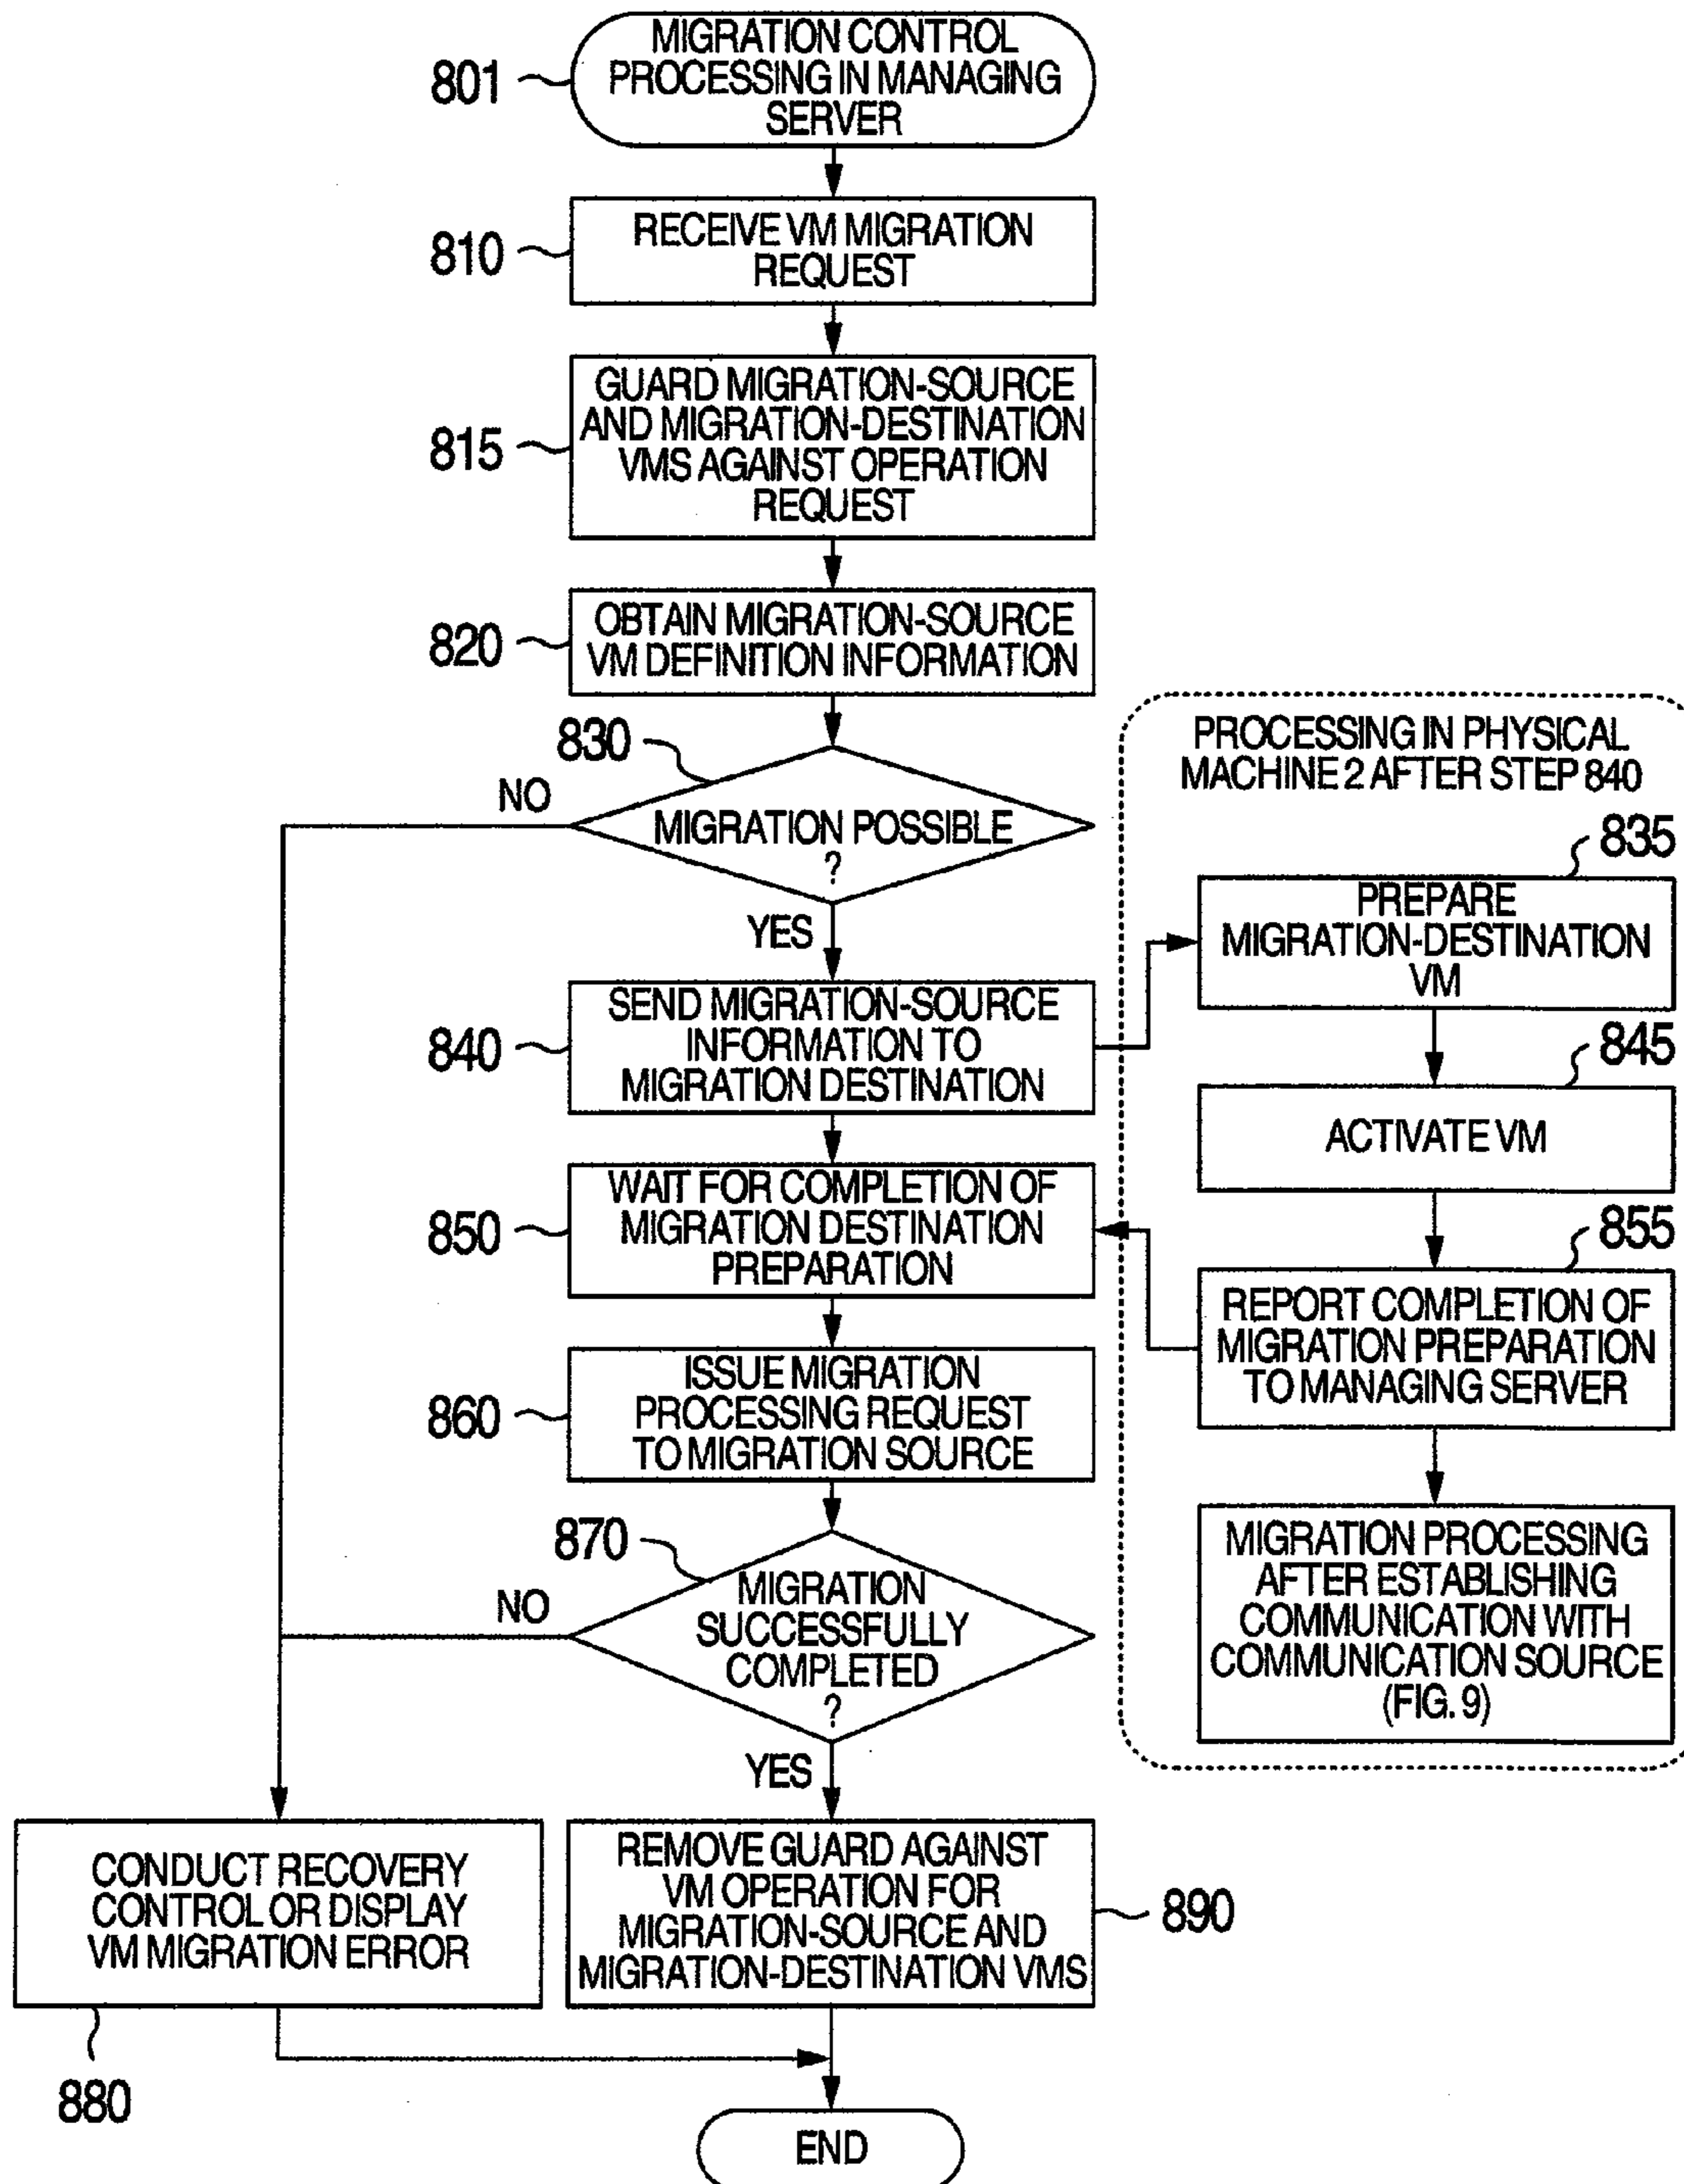 801
MIGRATION CONTROL
PROCESSING IN MANAGING
SERVER
810
RECEIVE VM MIGRATION
REQUEST
815
GUARD MIGRATION-SOURCE
AND MIGRATION-DESTINATION
VMS AGAINST OPERATION
REQUEST
820
OBTAIN MIGRATION-SOURCE
VM DEFINITION INFORMATION
830
NO
MIGRATION POSSIBLE
?
YES
840
SEND MIGRATION-SOURCE
INFORMATION TO
MIGRATION DESTINATION
PROCESSING IN PHYSICAL
MACHINE 2 AFTER STEP 840
835
PREPARE
MIGRATION-DESTINATION
VM
845
ACTIVATE VM
855
REPORT COMPLETION OF
MIGRATION PREPARATION
TO MANAGING SERVER
MIGRATION PROCESSING
AFTER ESTABLISHING
COMMUNICATION WITH
COMMUNICATION SOURCE
(FIG. 9)
850
WAIT FOR COMPLETION OF
MIGRATION DESTINATION
PREPARATION
860
ISSUE MIGRATION
PROCESSING REQUEST
TO MIGRATION SOURCE
870
NO
MIGRATION
SUCCESSFULLY
COMPLETED
?
YES
CONDUCT RECOVERY
CONTROL OR DISPLAY
VM MIGRATION ERROR
880
REMOVE GUARD AGAINST
VM OPERATION FOR
MIGRATION-SOURCE AND
MIGRATION-DESTINATION VMS
890
END